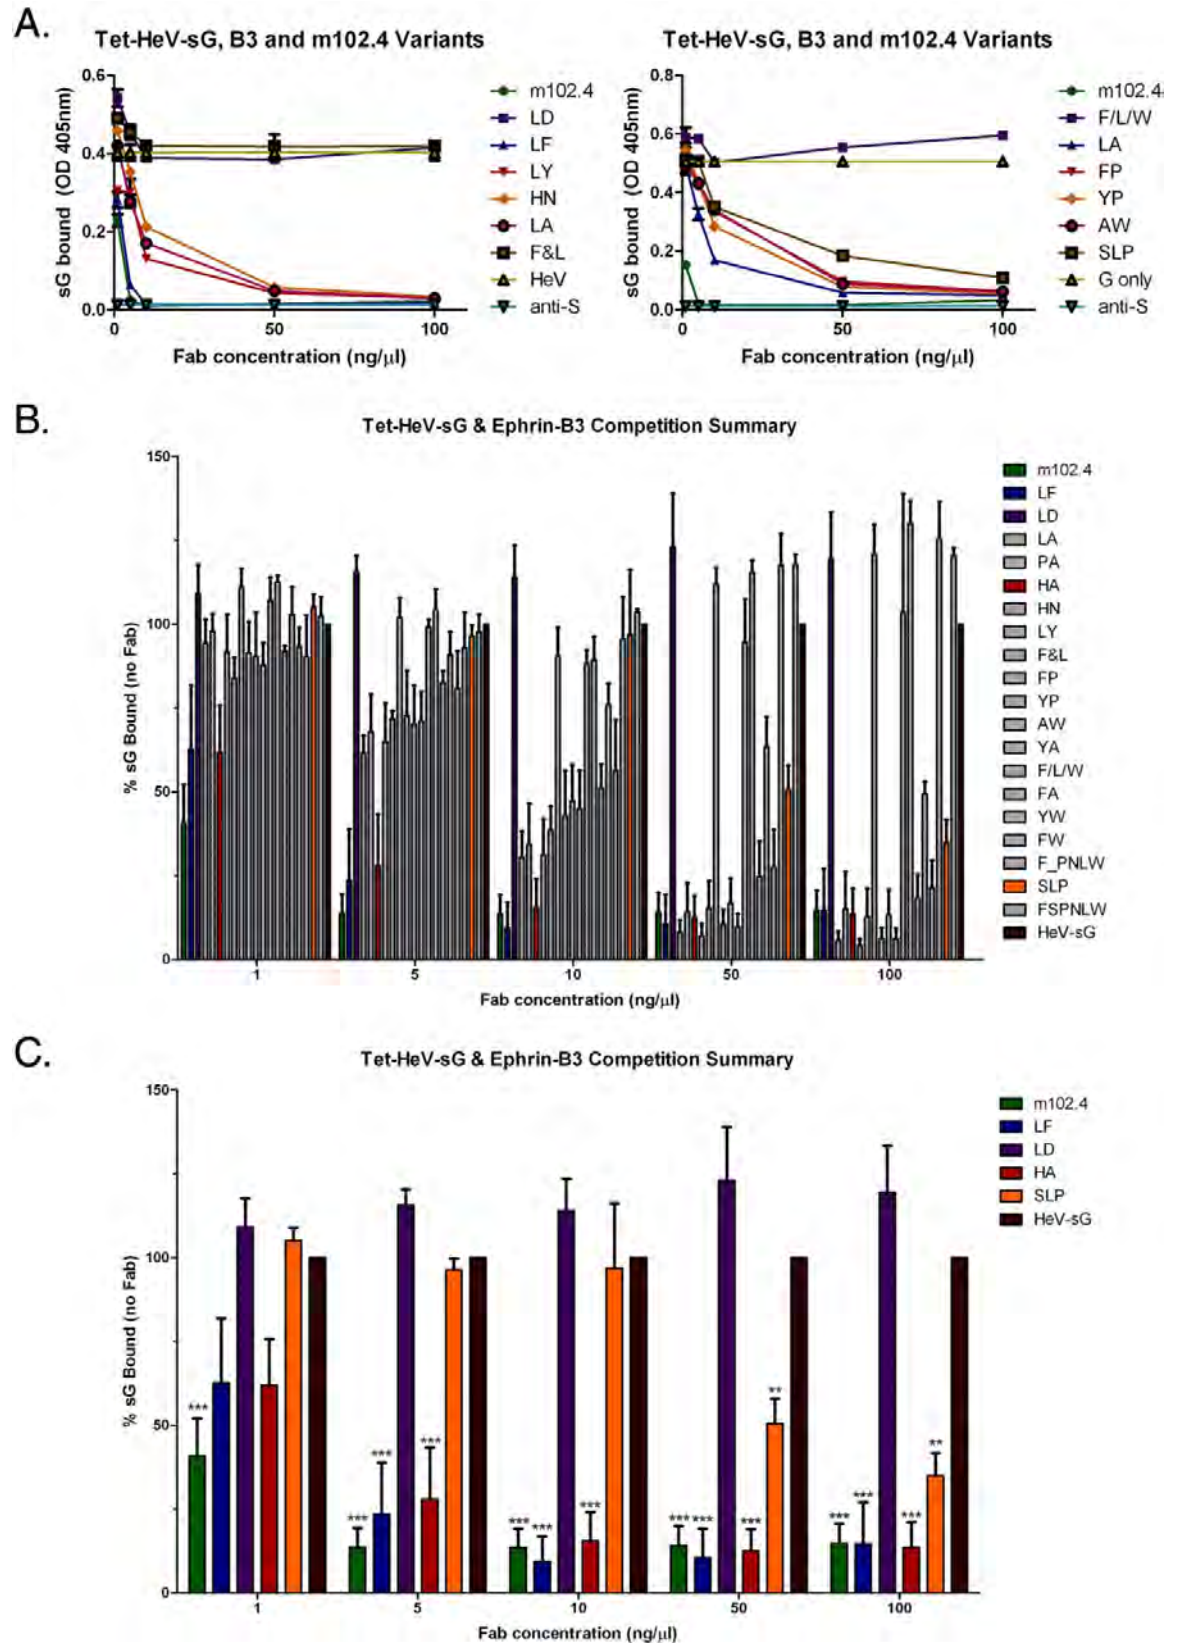 A.
Tet-HeV-sG, B3 and m102.4 Variants
sG bound (OD 405nm)
0.6
0.4
0.2
0.0
0
50
100
Fab concentration (ng/µl)
m102.4
LD
LF
LY
HN
LA
F&L
HeV
anti-S
Tet-HeV-sG, B3 and m102.4 Variants
sG bound (OD 405nm)
0.8
0.6
0.4
0.2
0.0
0
50
100
Fab concentration (ng/µl)
m102.4
F/L/W
LA
FP
YP
AW
SLP
G only
anti-S
B.
Tet-HeV-sG & Ephrin-B3 Competition Summary
% sG Bound (no Fab)
150
100
50
0
1
5
10
50
100
Fab concentration (ng/µl)
m102.4
LF
LD
LA
PA
HA
HN
LY
F&L
FP
YP
AW
YA
F/L/W
FA
YW
FW
F_PNLW
SLP
FSPNLW
HeV-sG
C.
Tet-HeV-sG & Ephrin-B3 Competition Summary
% sG Bound (no Fab)
150
100
50
0
***
***
***
***
***
***
***
***
***
***
**
***
***
***
**
1
5
10
50
100
Fab concentration (ng/µl)
m102.4
LF
LD
HA
SLP
HeV-sG